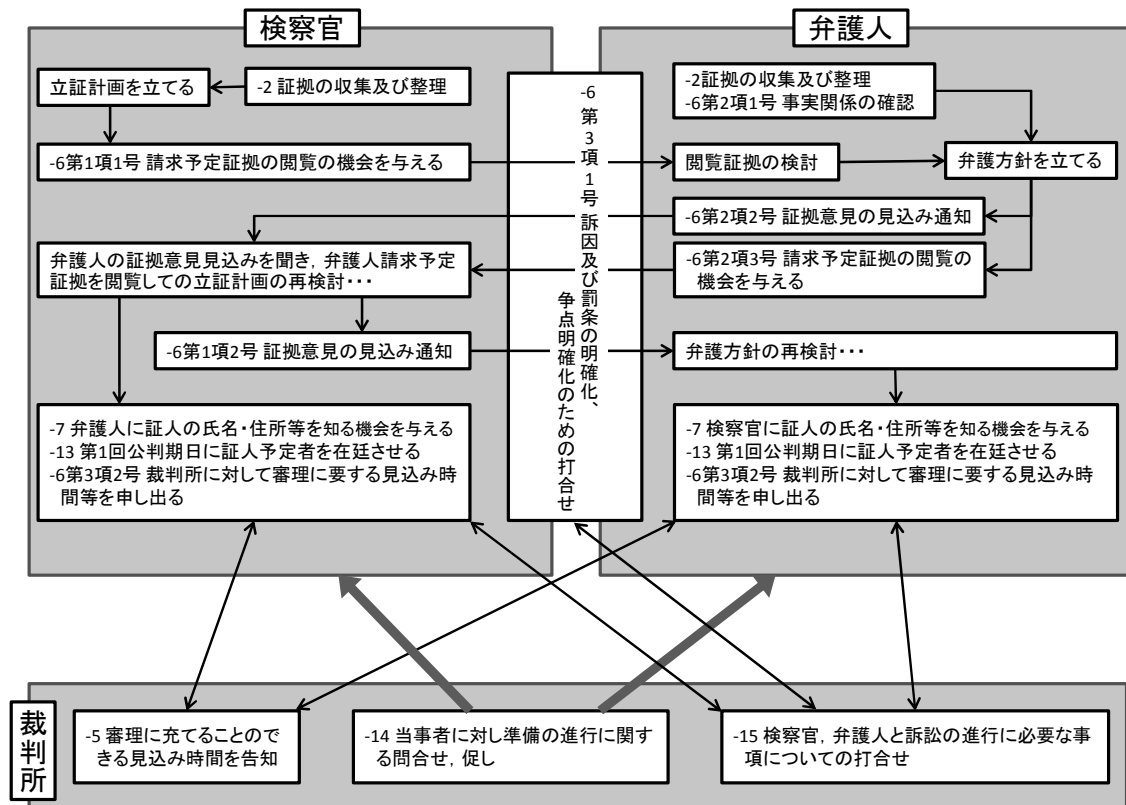 検察官
立証計画を立てる
-2 証拠の収集及び整理
-6第1項1号 請求予定証拠の閲覧の機会を与える
弁護人の証拠意見見込みを聞き，弁護人請求予定
証拠を閲覧しての立証計画の再検討･･･
-6第1項2号 証拠意見の見込み通知
-7 弁護人に証人の氏名・住所等を知る機会を与える
-13 第1回公判期日に証人予定者を在廷させる
-6第3項2号 裁判所に対して審理に要する見込み時
間等を申し出る
-6第3項1号 訴因及び罰条の明確化、
争点明確化のための打合せ
弁護人
-2証拠の収集及び整理
-6第2項1号 事実関係の確認
閲覧証拠の検討
弁護方針を立てる
-6第2項2号 証拠意見の見込み通知
-6第2項3号 請求予定証拠の閲覧の
機会を与える
弁護方針の再検討･･･
-7 検察官に証人の氏名・住所等を知る機会を与える
-13 第1回公判期日に証人予定者を在廷させる
-6第3項2号 裁判所に対して審理に要する見込み時
間等を申し出る
裁判所
-5 審理に充てることので
きる見込み時間を告知
-14 当事者に対し準備の進行に関す
る問合せ，促し
-15 検察官，弁護人と訴訟の進行に必要な事
項についての打合せ